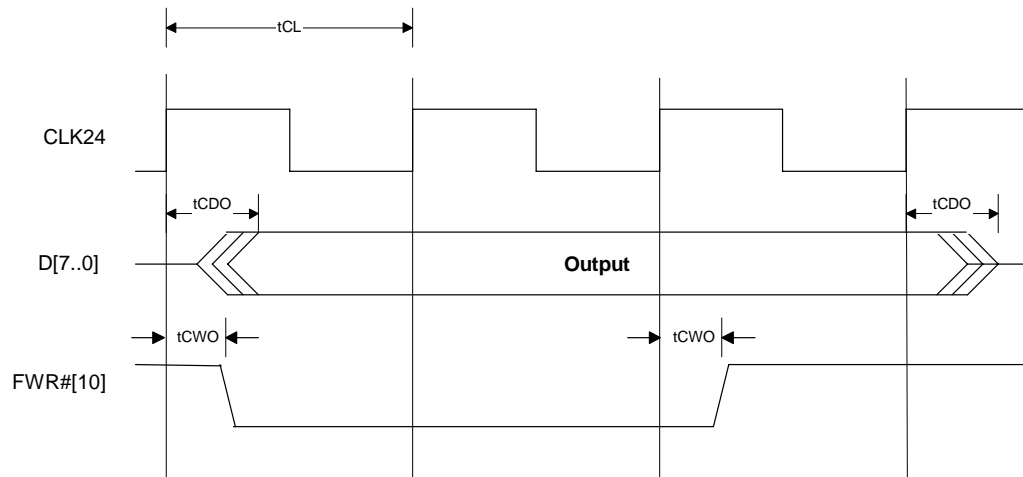 tCL
CLK24
tCDO
tCDO
D[7..0]
Output
tCWO
tCWO
FWR#[10]